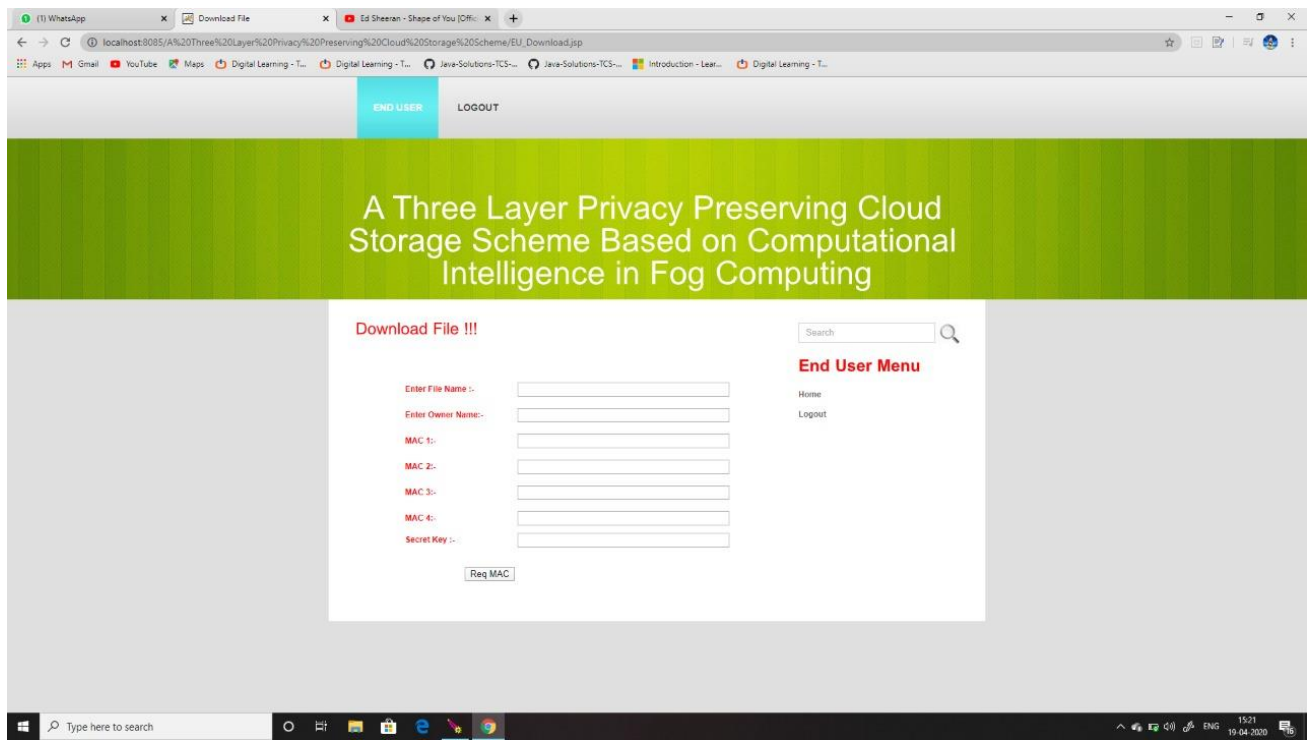 (1) WhatsApp
Download File
Ed Sheeran - Shape of You [Offic
localhost:8085/A%20Three%20Layer%20Privacy%20Preserving%20Cloud%20Storage%20Scheme/EU_Download.jsp
Apps Gmail YouTube Maps Digital Learning - T... Digital Learning - T... Java-Solutions-TCS-... Java-Solutions-TCS-... Introduction - Lear... Digital Learning - T...
END USER LOGOUT
A Three Layer Privacy Preserving Cloud
Storage Scheme Based on Computational
Intelligence in Fog Computing
Download File !!!
Enter File Name :-
Enter Owner Name:-
MAC 1:-
MAC 2:-
MAC 3:-
MAC 4:-
Secret Key :-
Req MAC
Search
End User Menu
Home
Logout
Type here to search
ENG
15:21
19-04-2020